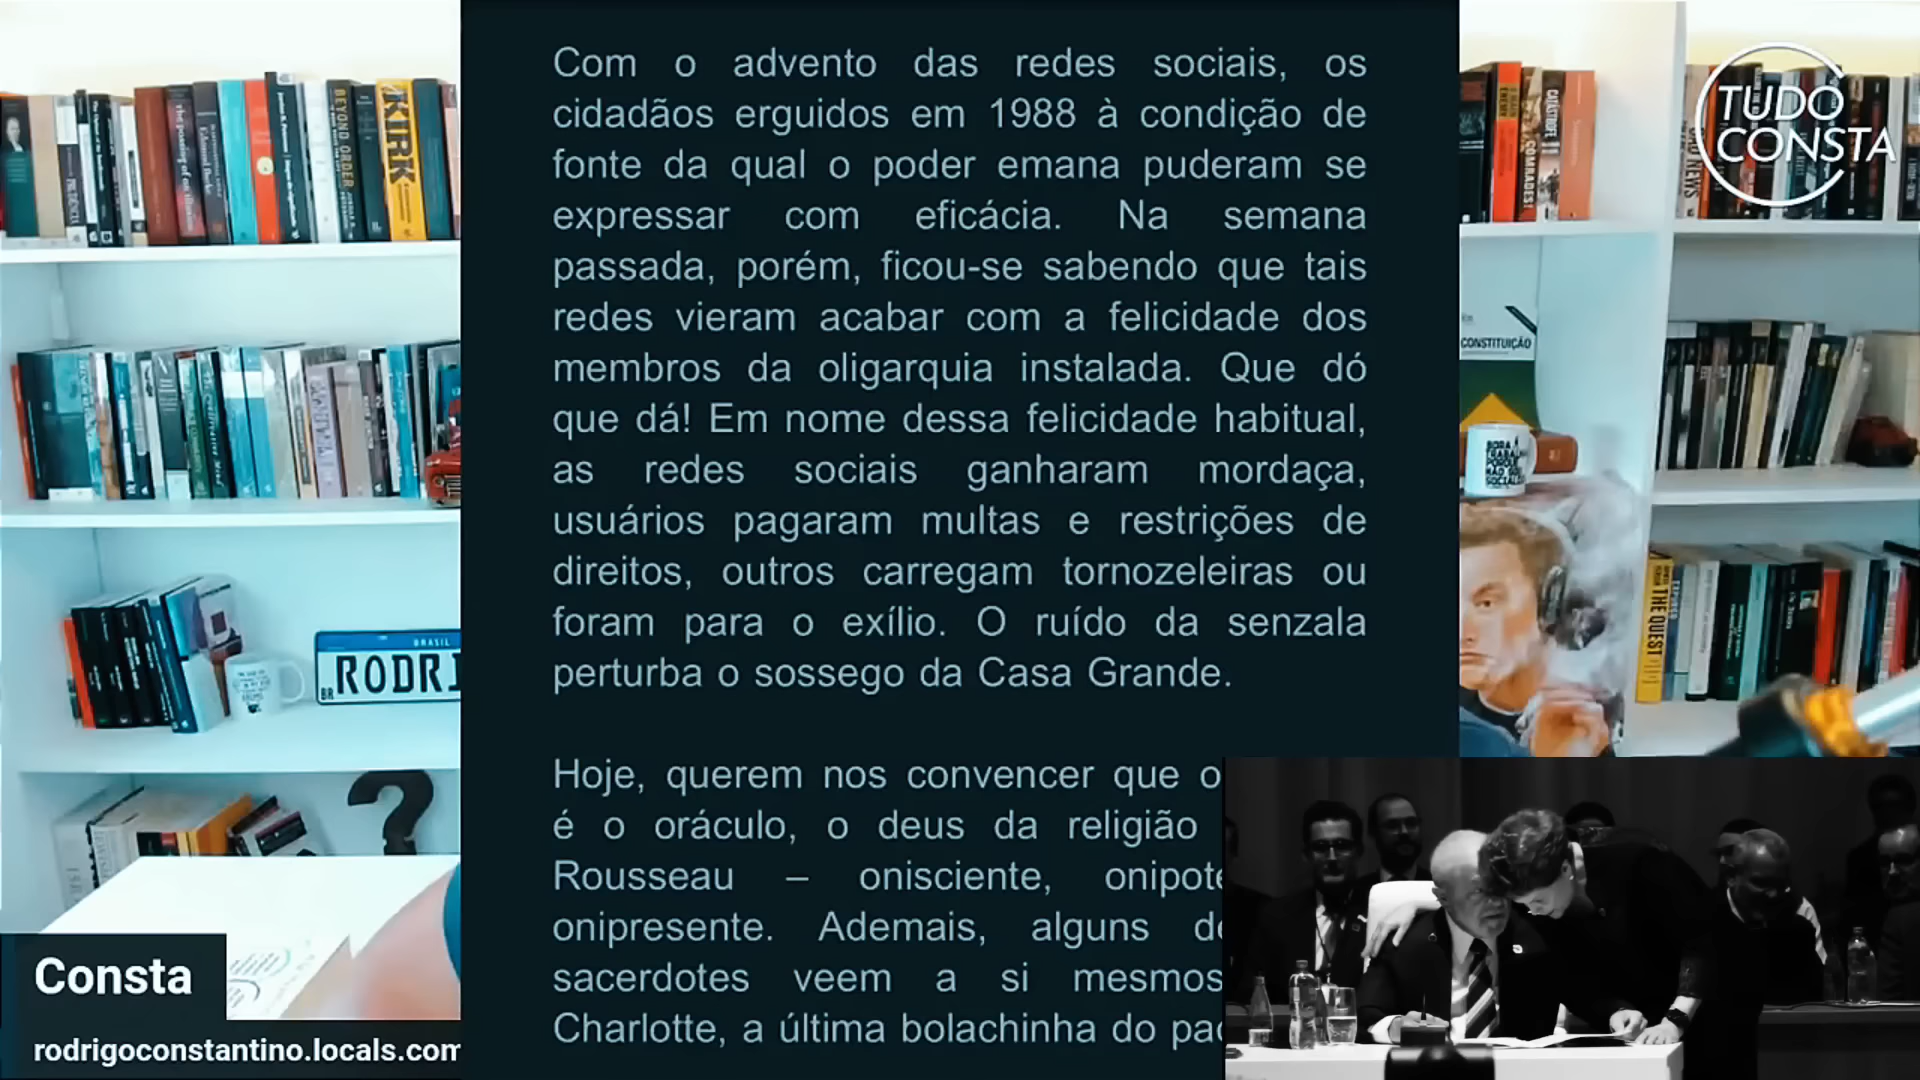 Com o advento das redes sociais, os
cidadãos erguidos em 1988 à condição de
fonte da qual o poder emana puderam se
expressar com eficácia. Na semana
passada, porém, ficou-se sabendo que tais
redes vieram acabar com a felicidade dos
membros da oligarquia instalada. Que dó
que dá! Em nome dessa felicidade habitual,
as redes sociais ganharam mordaça,
usuários pagaram multas e restrições de
direitos, outros carregam tornozeleiras ou
foram para o exílio. O ruído da senzala
perturba o sossego da Casa Grande.
Hoje, querem nos convencer que o
é o oráculo, o deus da religião
Rousseau – onisciente,
onipresente. Ademais, alguns
sacerdotes veem a si mesmos
Charlotte, a última bolachinha do
TUDO
CONSTA
BEYOND ORDER
KIRK
CONSTITUIÇÃO
BORA
TRABALHA
PORQUE
THE QUEST
BRASIL
BR
RODRI
Consta
rodrigoconstantino.locals.com